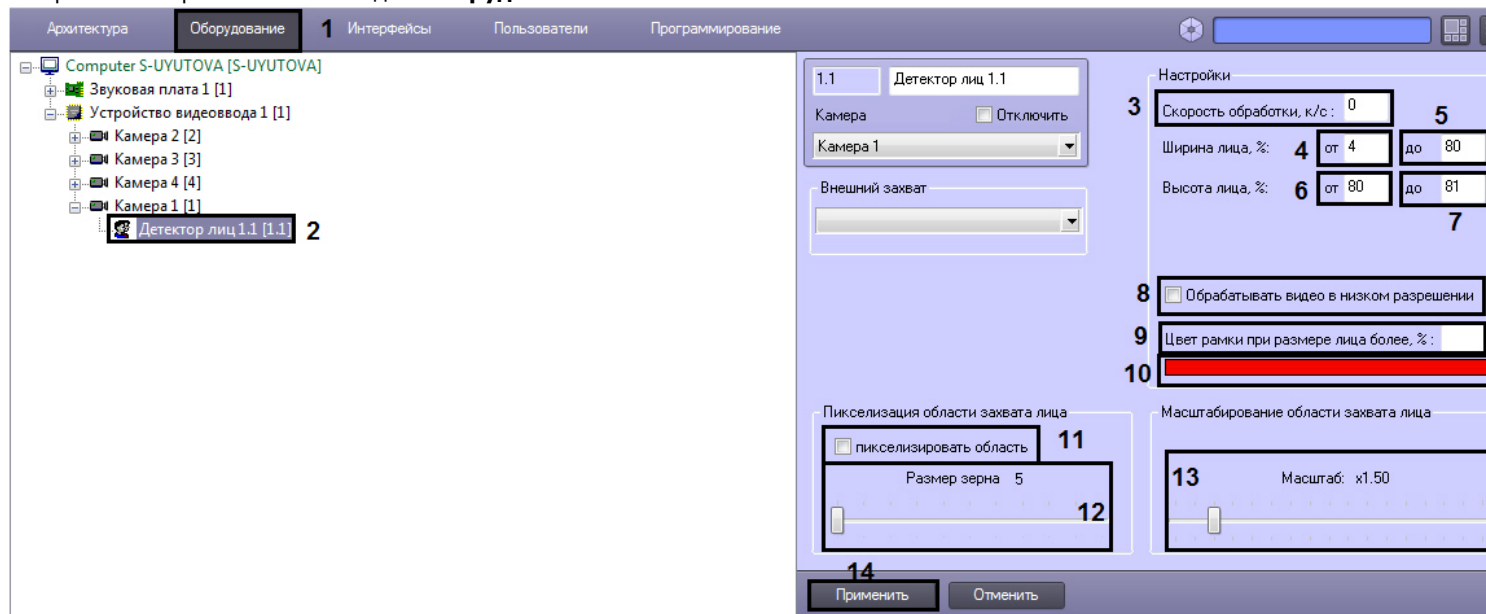 Архитектура Оборудование 1 Интерфейсы Пользователи Программирование
Computer S-UYUTOVA [S-UYUTOVA]
Звуковая плата 1 [1]
Устройство видеоввода 1 [1]
Камера 2 [2]
Камера 3 [3]
Камера 4 [4]
Камера 1 [1]
Детектор лиц 1.1 [1.1] 2
1.1 Детектор лиц 1.1
Камера Отключить
Камера 1
Внешний захват
Настройки
3 Скорость обработки, к/с : 0
5
Ширина лица, %: 4 от 4 до 80
Высота лица, %: 6 от 80 до 81
7
8 Обрабатывать видео в низком разрешении
9 Цвет рамки при размере лица более, % :
10
Пикселизация области захвата лица
пикселизировать область 11
Размер зерна 5
12
Масштабирование области захвата лица
13 Масштаб: x1.50
14
Применить Отменить